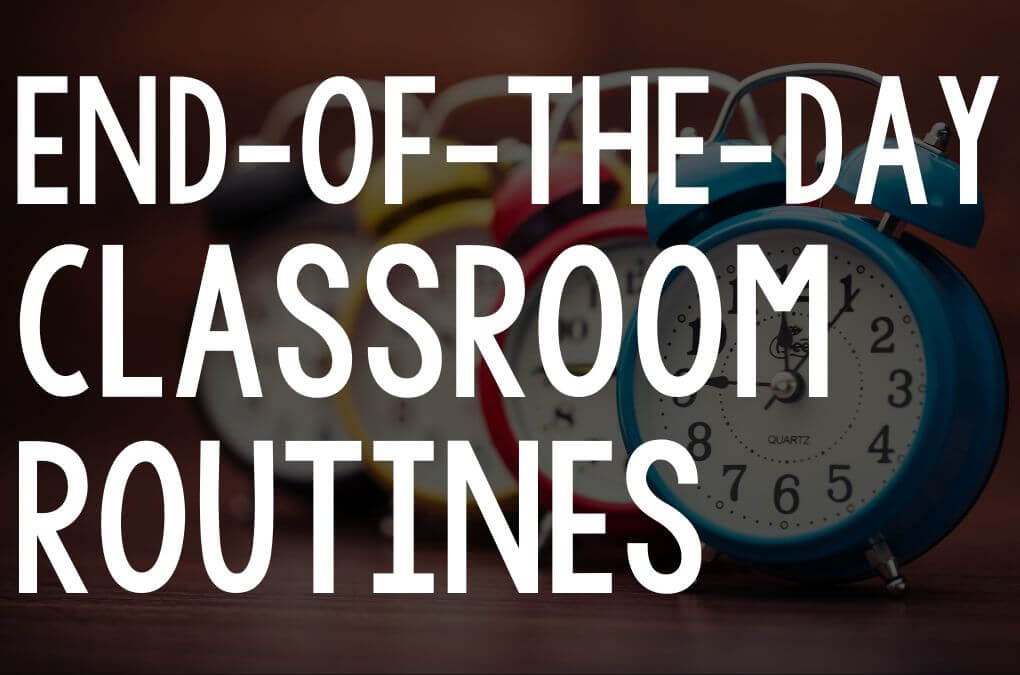 END-OF-THE-DAY
CLASSROOM
ROUTINES
QUARTZ